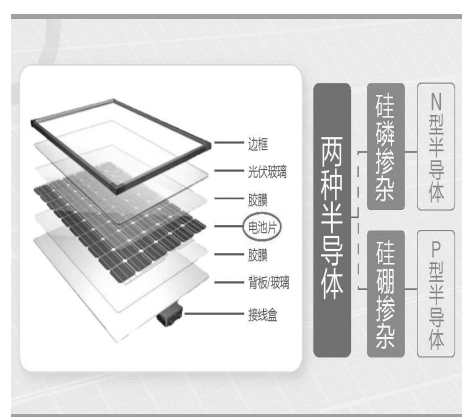 边框
光伏玻璃
胶膜
电池片
胶膜
背板/玻璃
接线盒
两种半导体
硅磷掺杂
N型半导体
硅硼掺杂
P型半导体